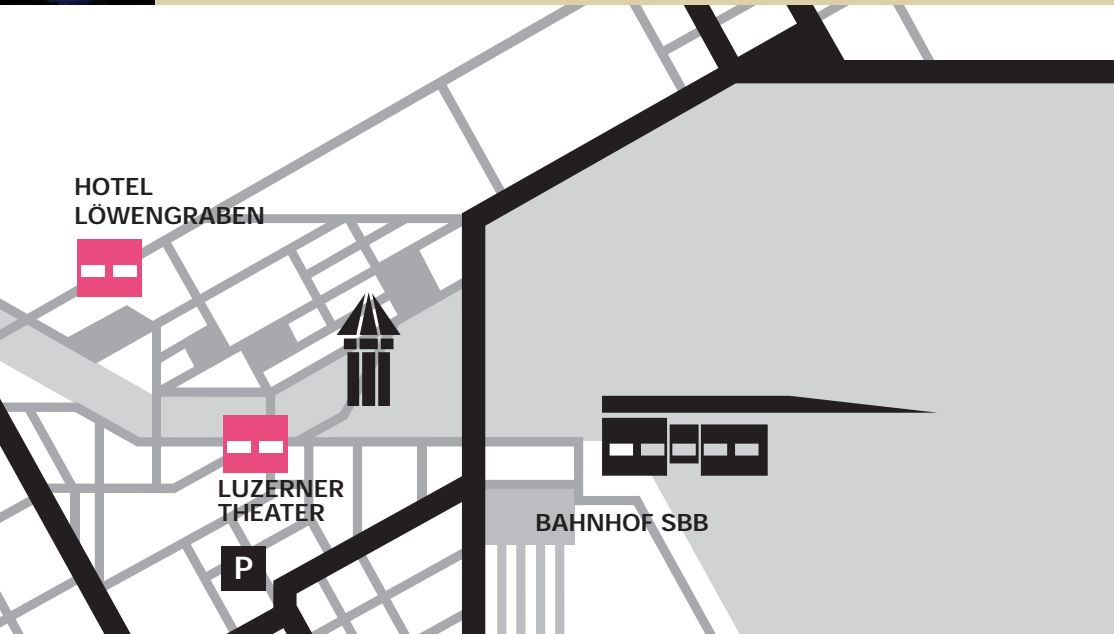 HOTEL
LÖWENGRABEN
LUZERNER
THEATER
BAHNHOF SBB
P